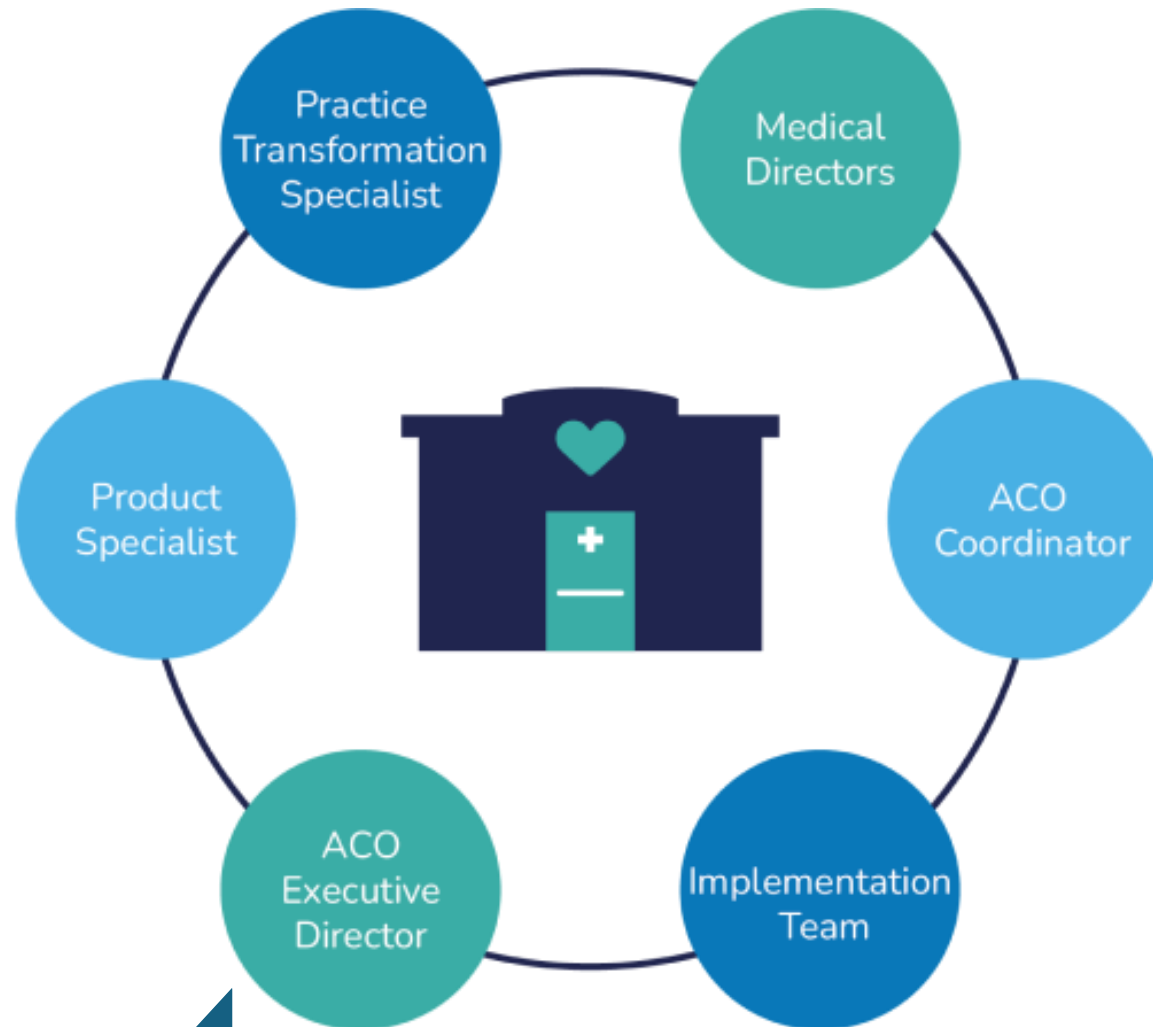 Practice
Transformation
Specialist
Medical
Directors
Product
Specialist
ACO
Coordinator
ACO
Executive
Director
Implementation
Team